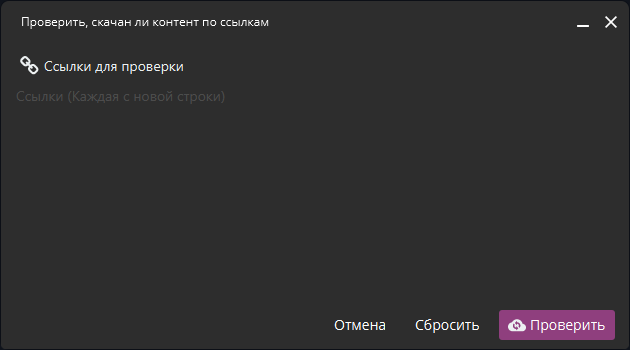 Проверить, скачан ли контент по ссылкам
Ссылки для проверки
Ссылки (Каждая с новой строки)
Отмена Сбросить Проверить